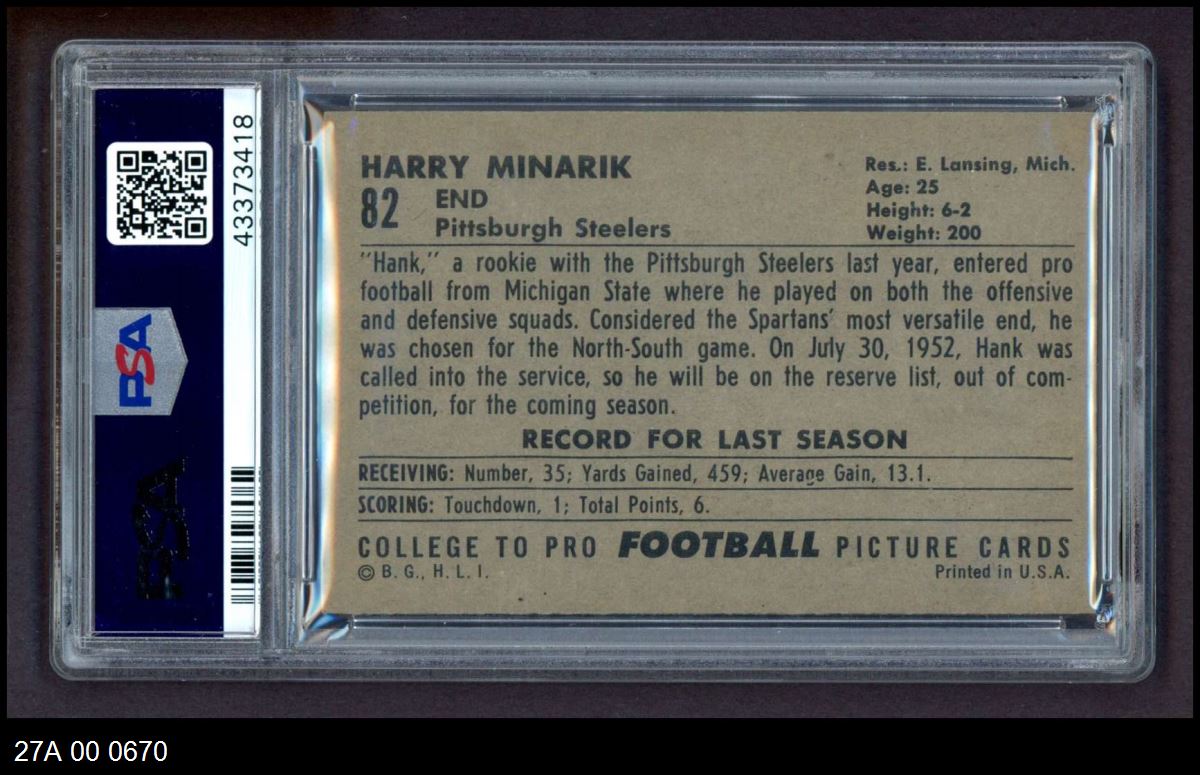 43373418
PSA
PSA
HARRY MINARIK
82
END
Pittsburgh Steelers
Res.: E. Lansing, Mich.
Age: 25
Height: 6-2
Weight: 200
"Hank," a rookie with the Pittsburgh Steelers last year, entered pro
football from Michigan State where he played on both the offensive
and defensive squads. Considered the Spartans' most versatile end, he
was chosen for the North-South game. On July 30, 1952, Hank was
called into the service, so he will be on the reserve list, out of com-
petition, for the coming season.
RECORD FOR LAST SEASON
RECEIVING: Number, 35; Yards Gained, 459; Average Gain, 13.1.
SCORING: Touchdown, 1; Total Points, 6.
COLLEGE TO PRO FOOTBALL PICTURE CARDS
© B. G., H. L. I.
Printed in U.S.A.
27A 00 0670